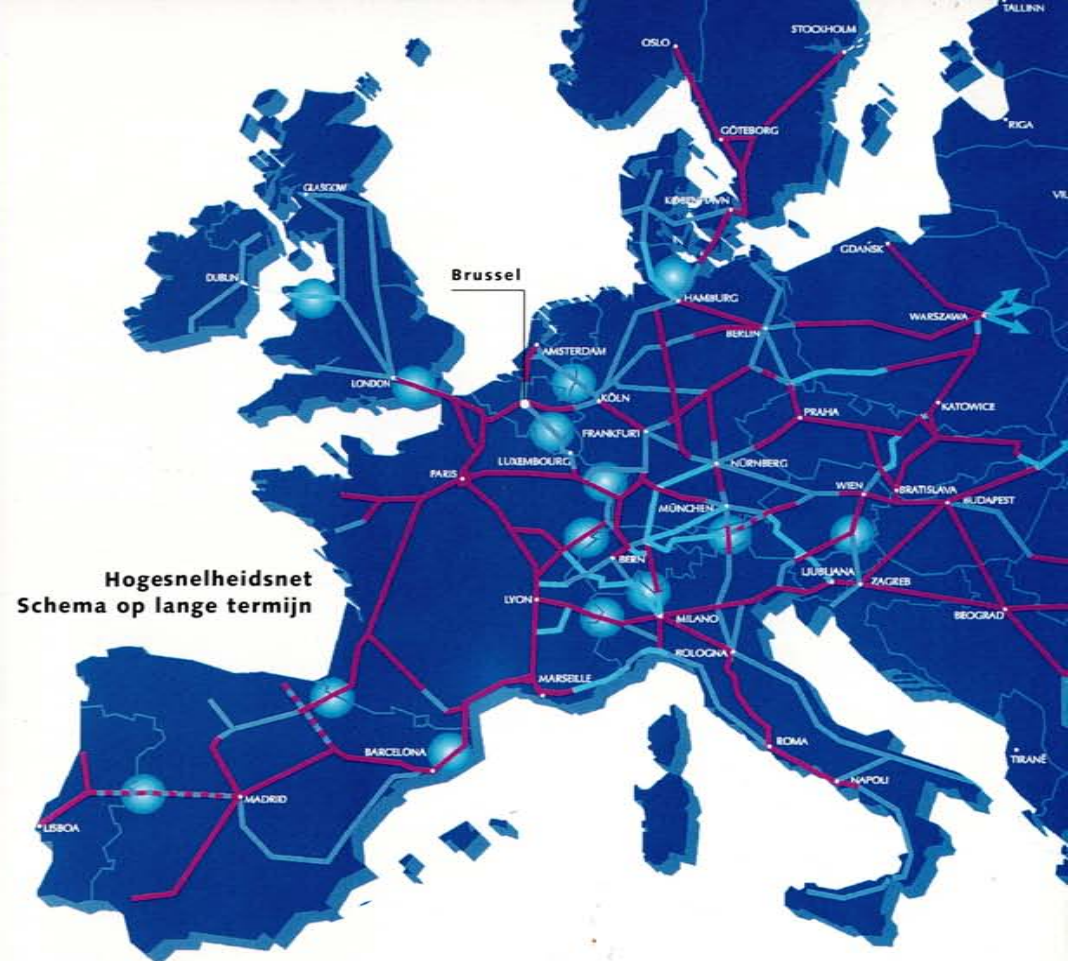 TALLINN
OSLO
STOCKHOLM
RIGA
GÖTEBORG
GLASGOW
KØBENHAVN
GDAŃSK
DUBLIN
Brussel
HAMBURG
WARSZAWA
BERLIN
AMSTERDAM
LONDON
KÖLN
KATOWICE
PRAHA
FRANKFURT
LUXEMBOURG
NÜRNBERG
PARIS
WIEN
BRATISLAVA
BUDAPEST
MÜNCHEN
BERN
LJUBLJANA
ZAGREB
Hogesnelheidsnet
Schema op lange termijn
LYON
BEOGRAD
MILANO
BOLOGNA
MARSEILLE
ROMA
BARCELONA
TIRANË
NAPOLI
MADRID
LISBOA